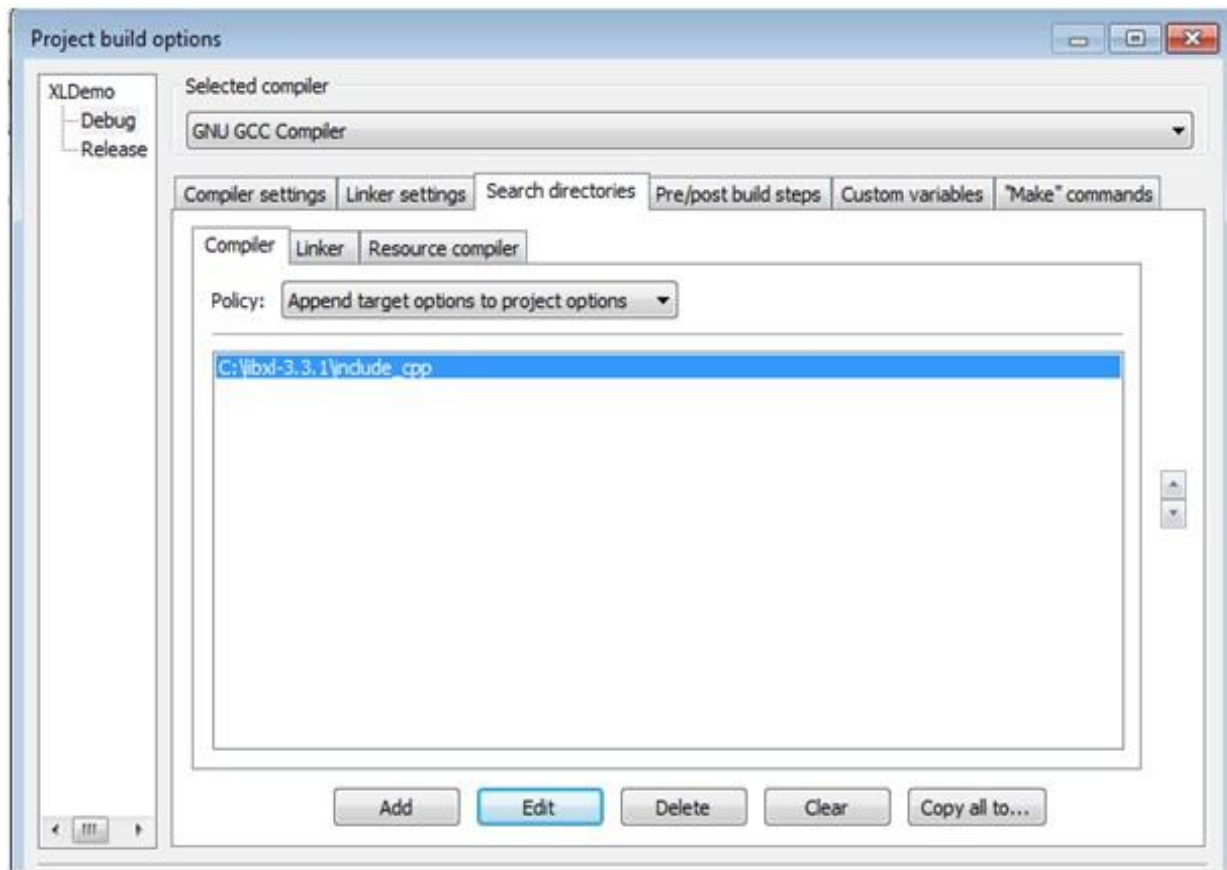 Project build options
XLDemo
Debug
Release
Selected compiler
GNU GCC Compiler
Compiler settings
Linker settings
Search directories
Pre/post build steps
Custom variables
"Make" commands
Compiler
Linker
Resource compiler
Policy:
Append target options to project options
C:\libxl-3.3.1\include_cpp
Add
Edit
Delete
Clear
Copy all to...